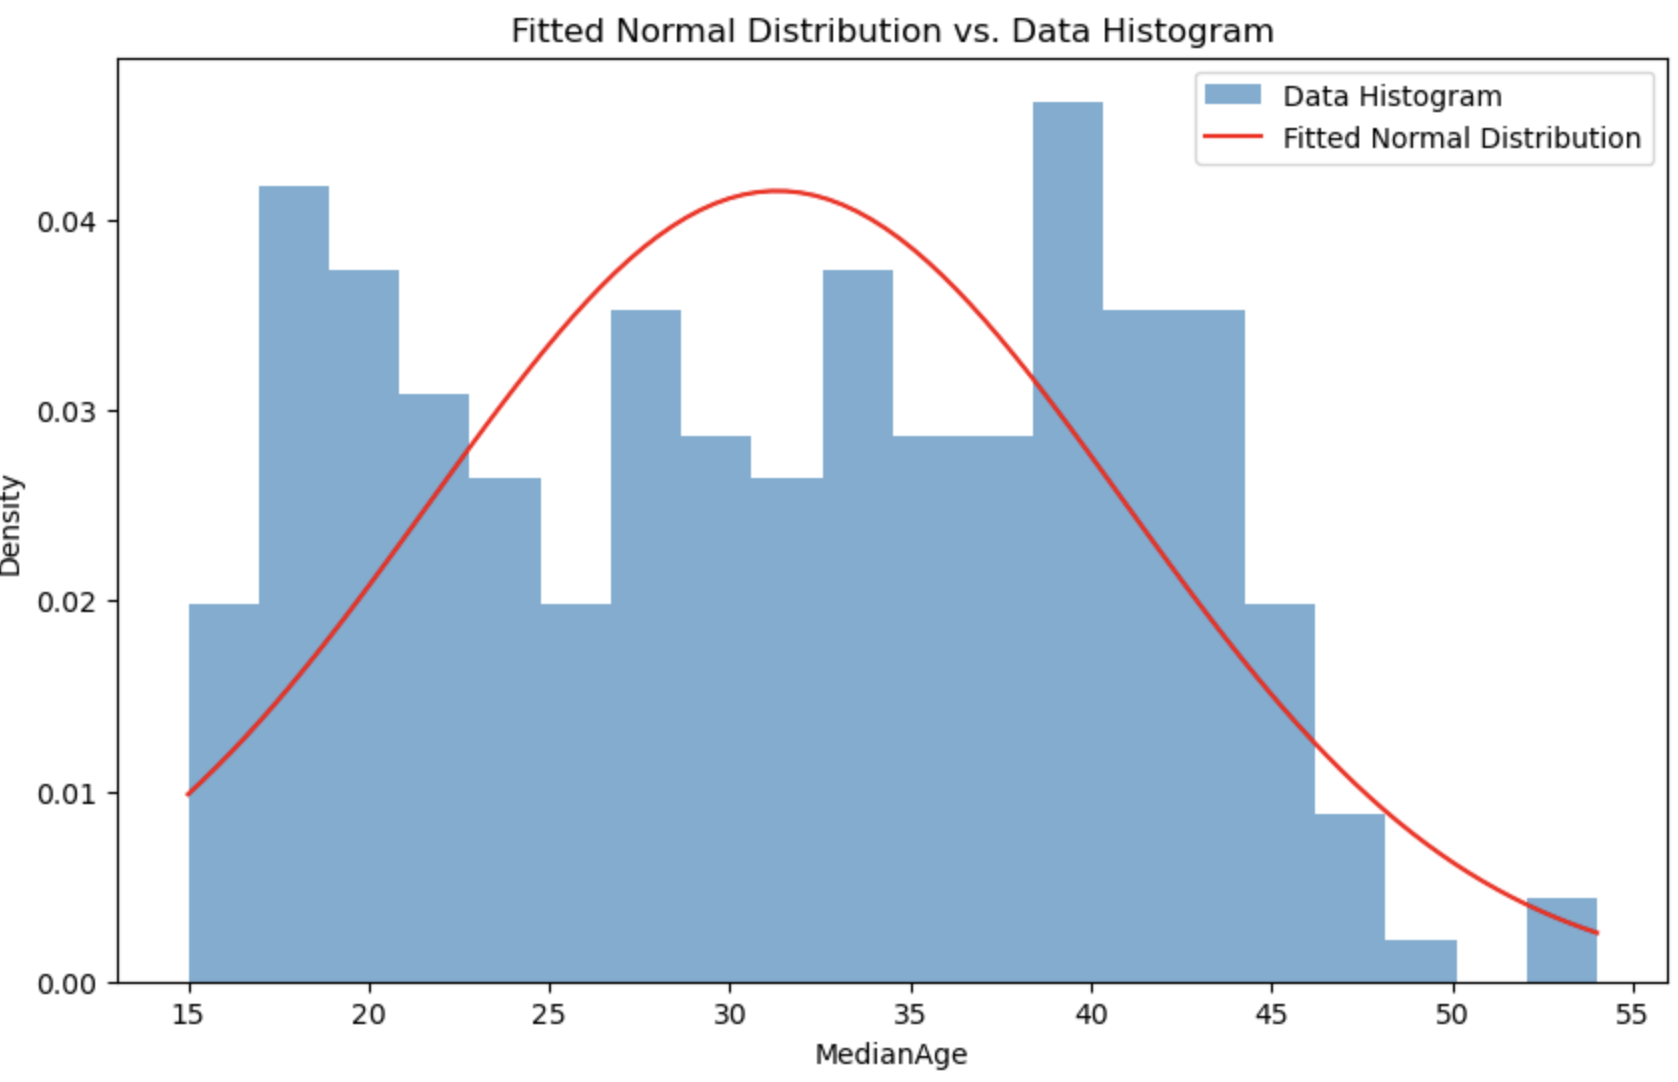 Fitted Normal Distribution vs. Data Histogram
Data Histogram
Fitted Normal Distribution
Density
0.04
0.03
0.02
0.01
0.00
15 20 25 30 35 40 45 50 55
MedianAge